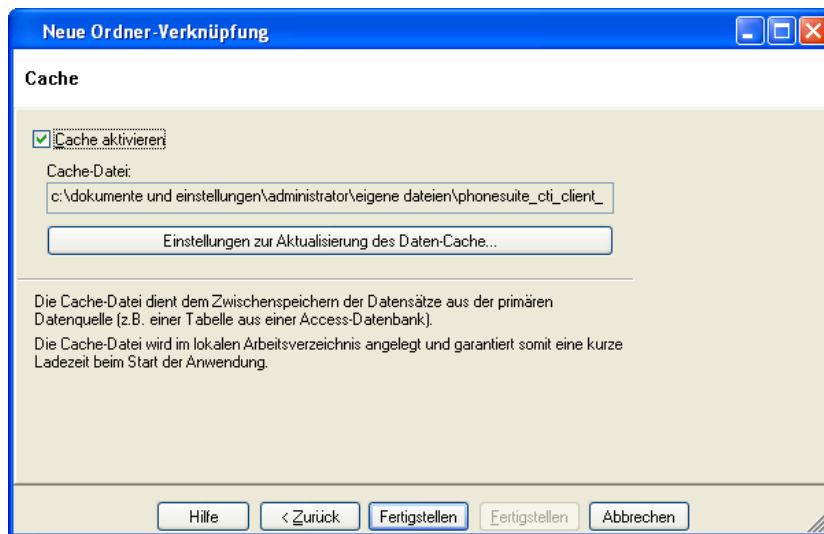 Neue Ordner-Verknüpfung
Cache
Cache aktivieren
Cache-Datei:
c:\dokumente und einstellungen\administrator\eigene dateien\phonesuite_cti_client_
Einstellungen zur Aktualisierung des Daten-Cache...
Die Cache-Datei dient dem Zwischenspeichern der Datensätze aus der primären
Datenquelle (z.B. einer Tabelle aus einer Access-Datenbank).
Die Cache-Datei wird im lokalen Arbeitsverzeichnis angelegt und garantiert somit eine kurze
Ladezeit beim Start der Anwendung.
Hilfe
< Zurück
Fertigstellen
Fertigstellen
Abbrechen